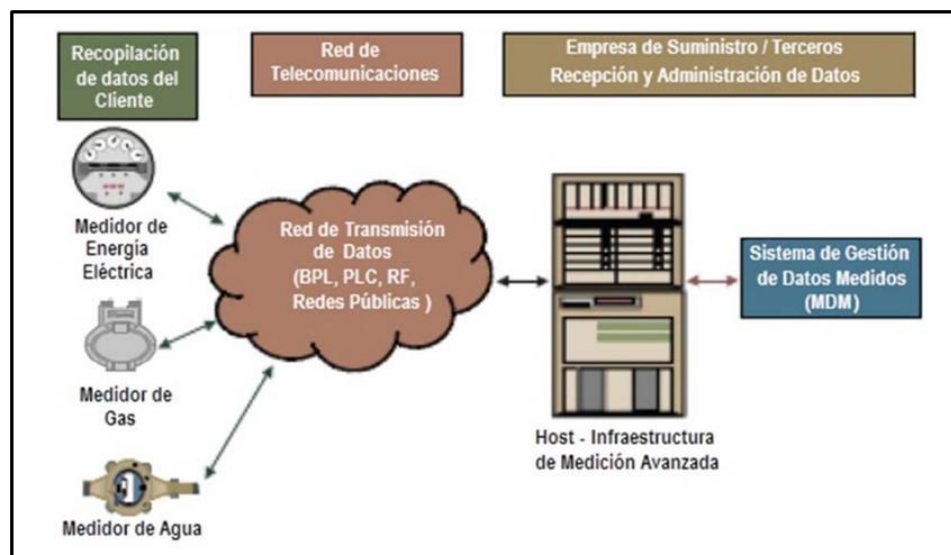 Recopilación
de datos del
Cliente
Red de
Telecomunicaciones
Empresa de Suministro / Terceros
Recepción y Administración de Datos
Medidor de
Energía
Eléctrica
Medidor de
Gas
Medidor de Agua
Red de Transmisión
de Datos
(BPL, PLC, RF,
Redes Públicas )
Host - Infraestructura
de Medición Avanzada
Sistema de Gestión
de Datos Medidos
(MDM)